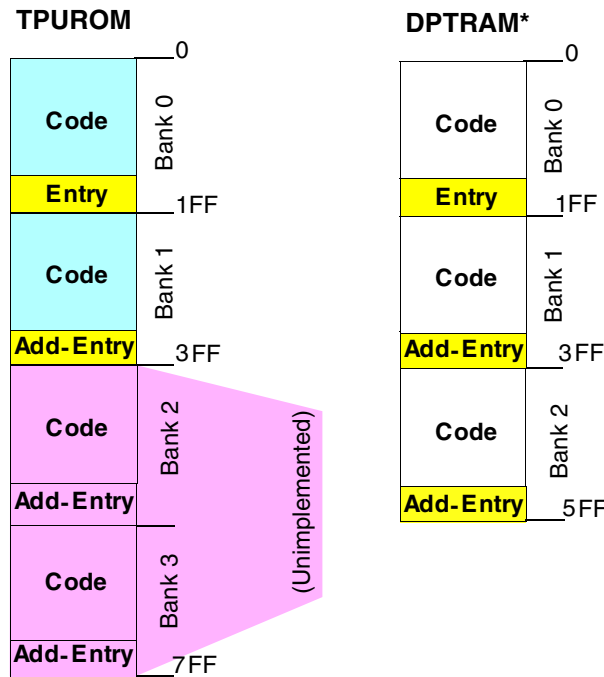 TPUROM
0
Code
Bank 0
Entry
1FF
Code
Bank 1
Add-Entry
3FF
Code
Bank 2
Add-Entry
(Unimplemented)
Code
Bank 3
Add-Entry
7FF
DPTRAM*
0
Code
Bank 0
Entry
1FF
Code
Bank 1
Add-Entry
3FF
Code
Bank 2
Add-Entry
5FF